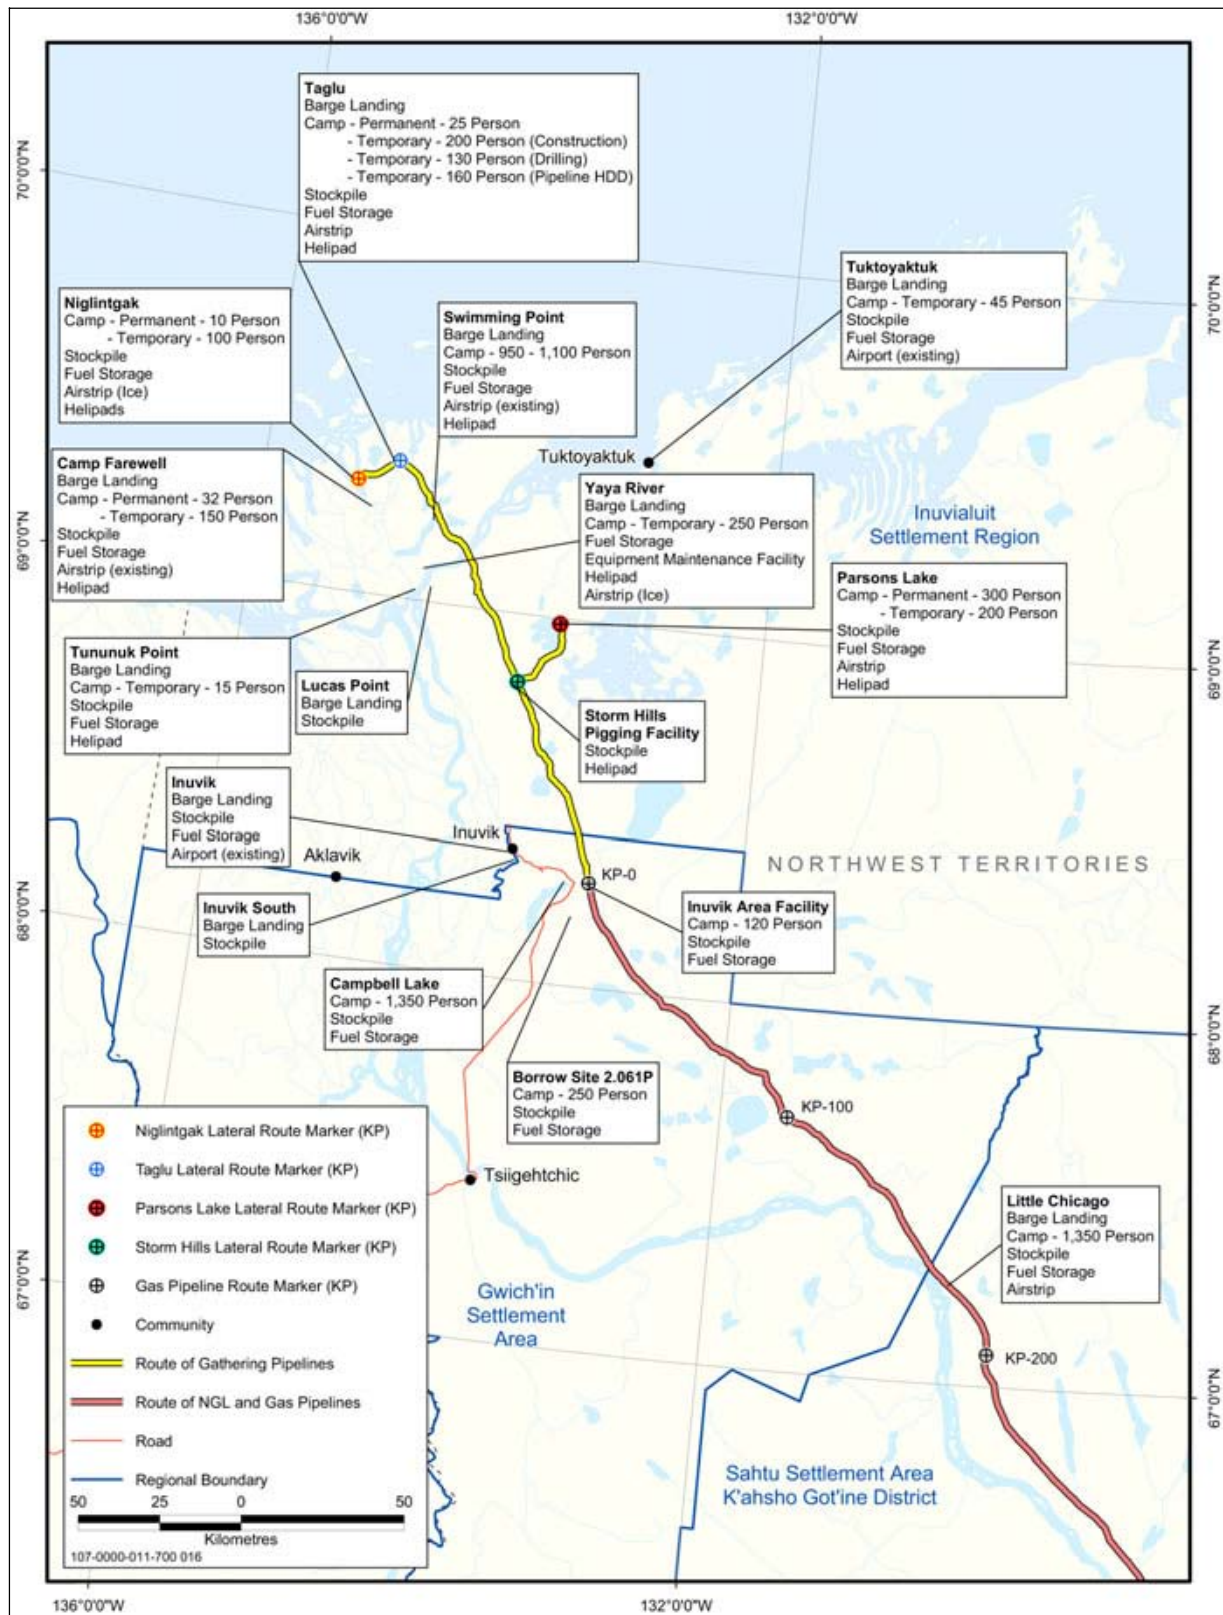 136°0'0"W
132°0'0"W
70°0'0"N
Taglu
Barge Landing
Camp - Permanent - 25 Person
- Temporary - 200 Person (Construction)
- Temporary - 130 Person (Drilling)
- Temporary - 160 Person (Pipeline HDD)
Stockpile
Fuel Storage
Airstrip
Helipad
Tuktoyaktuk
Barge Landing
Camp - Temporary - 45 Person
Stockpile
Fuel Storage
Airport (existing)
70°0'0"N
Niglintgak
Camp - Permanent - 10 Person
- Temporary - 100 Person
Stockpile
Fuel Storage
Airstrip (Ice)
Helipads
Swimming Point
Barge Landing
Camp - 950 - 1,100 Person
Stockpile
Fuel Storage
Airstrip (existing)
Helipad
Camp Farewell
Barge Landing
Camp - Permanent - 32 Person
- Temporary - 150 Person
Stockpile
Fuel Storage
Airstrip (existing)
Helipad
Tuktoyaktuk
Yaya River
Barge Landing
Camp - Temporary - 250 Person
Fuel Storage
Equipment Maintenance Facility
Helipad
Airstrip (Ice)
Inuvialuit
Settlement Region
69°0'0"N
Parsons Lake
Camp - Permanent - 300 Person
- Temporary - 200 Person
Stockpile
Fuel Storage
Airstrip
Helipad
69°0'0"N
Tununuk Point
Barge Landing
Camp - Temporary - 15 Person
Stockpile
Fuel Storage
Helipad
Lucas Point
Barge Landing
Stockpile
Storm Hills
Pigging Facility
Stockpile
Helipad
Inuvik
Barge Landing
Stockpile
Fuel Storage
Airport (existing)
Inuvik
Aklavik
NORTHWEST TERRITORIES
KP-0
68°0'0"N
Inuvik South
Barge Landing
Stockpile
Inuvik Area Facility
Camp - 120 Person
Stockpile
Fuel Storage
Campbell Lake
Camp - 1,350 Person
Stockpile
Fuel Storage
68°0'0"N
Borrow Site 2.061P
Camp - 250 Person
Stockpile
Fuel Storage
KP-100
Tsiigehtchic
Little Chicago
Barge Landing
Camp - 1,350 Person
Stockpile
Fuel Storage
Airstrip
67°0'0"N
Gwich'in
Settlement
Area
KP-200
67°0'0"N
Sahtu Settlement Area
K'ahsho Got'ine District
Niglintgak Lateral Route Marker (KP)
Taglu Lateral Route Marker (KP)
Parsons Lake Lateral Route Marker (KP)
Storm Hills Lateral Route Marker (KP)
Gas Pipeline Route Marker (KP)
Community
Route of Gathering Pipelines
Route of NGL and Gas Pipelines
Road
Regional Boundary
50 25 0 50
Kilometres
107-0000-011-700 016
136°0'0"W
132°0'0"W